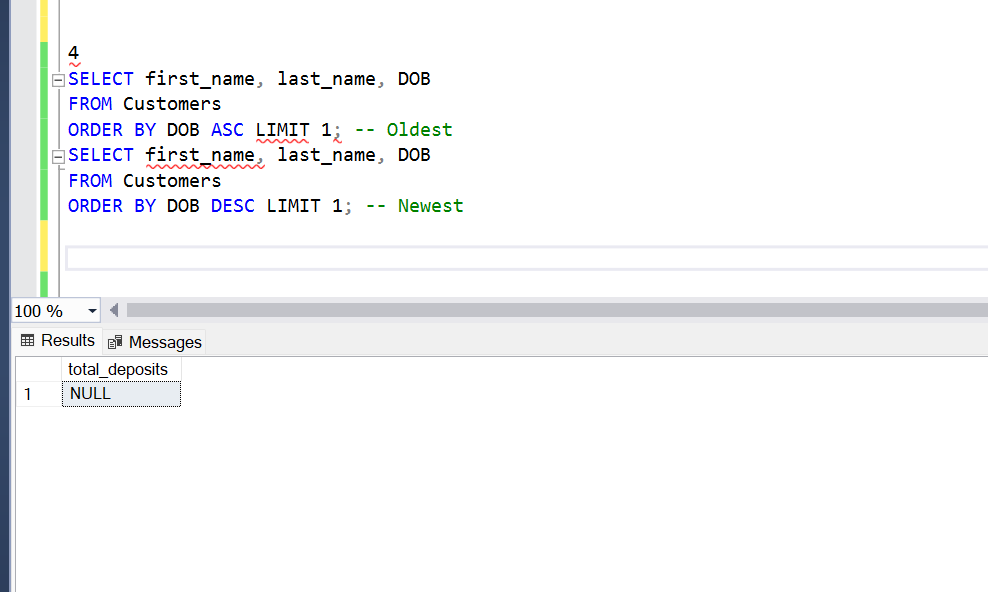 4
SELECT first_name, last_name, DOB
FROM Customers
ORDER BY DOB ASC LIMIT 1; -- Oldest
SELECT first_name, last_name, DOB
FROM Customers
ORDER BY DOB DESC LIMIT 1; -- Newest
100 %
Results Messages
total_deposits
1 NULL